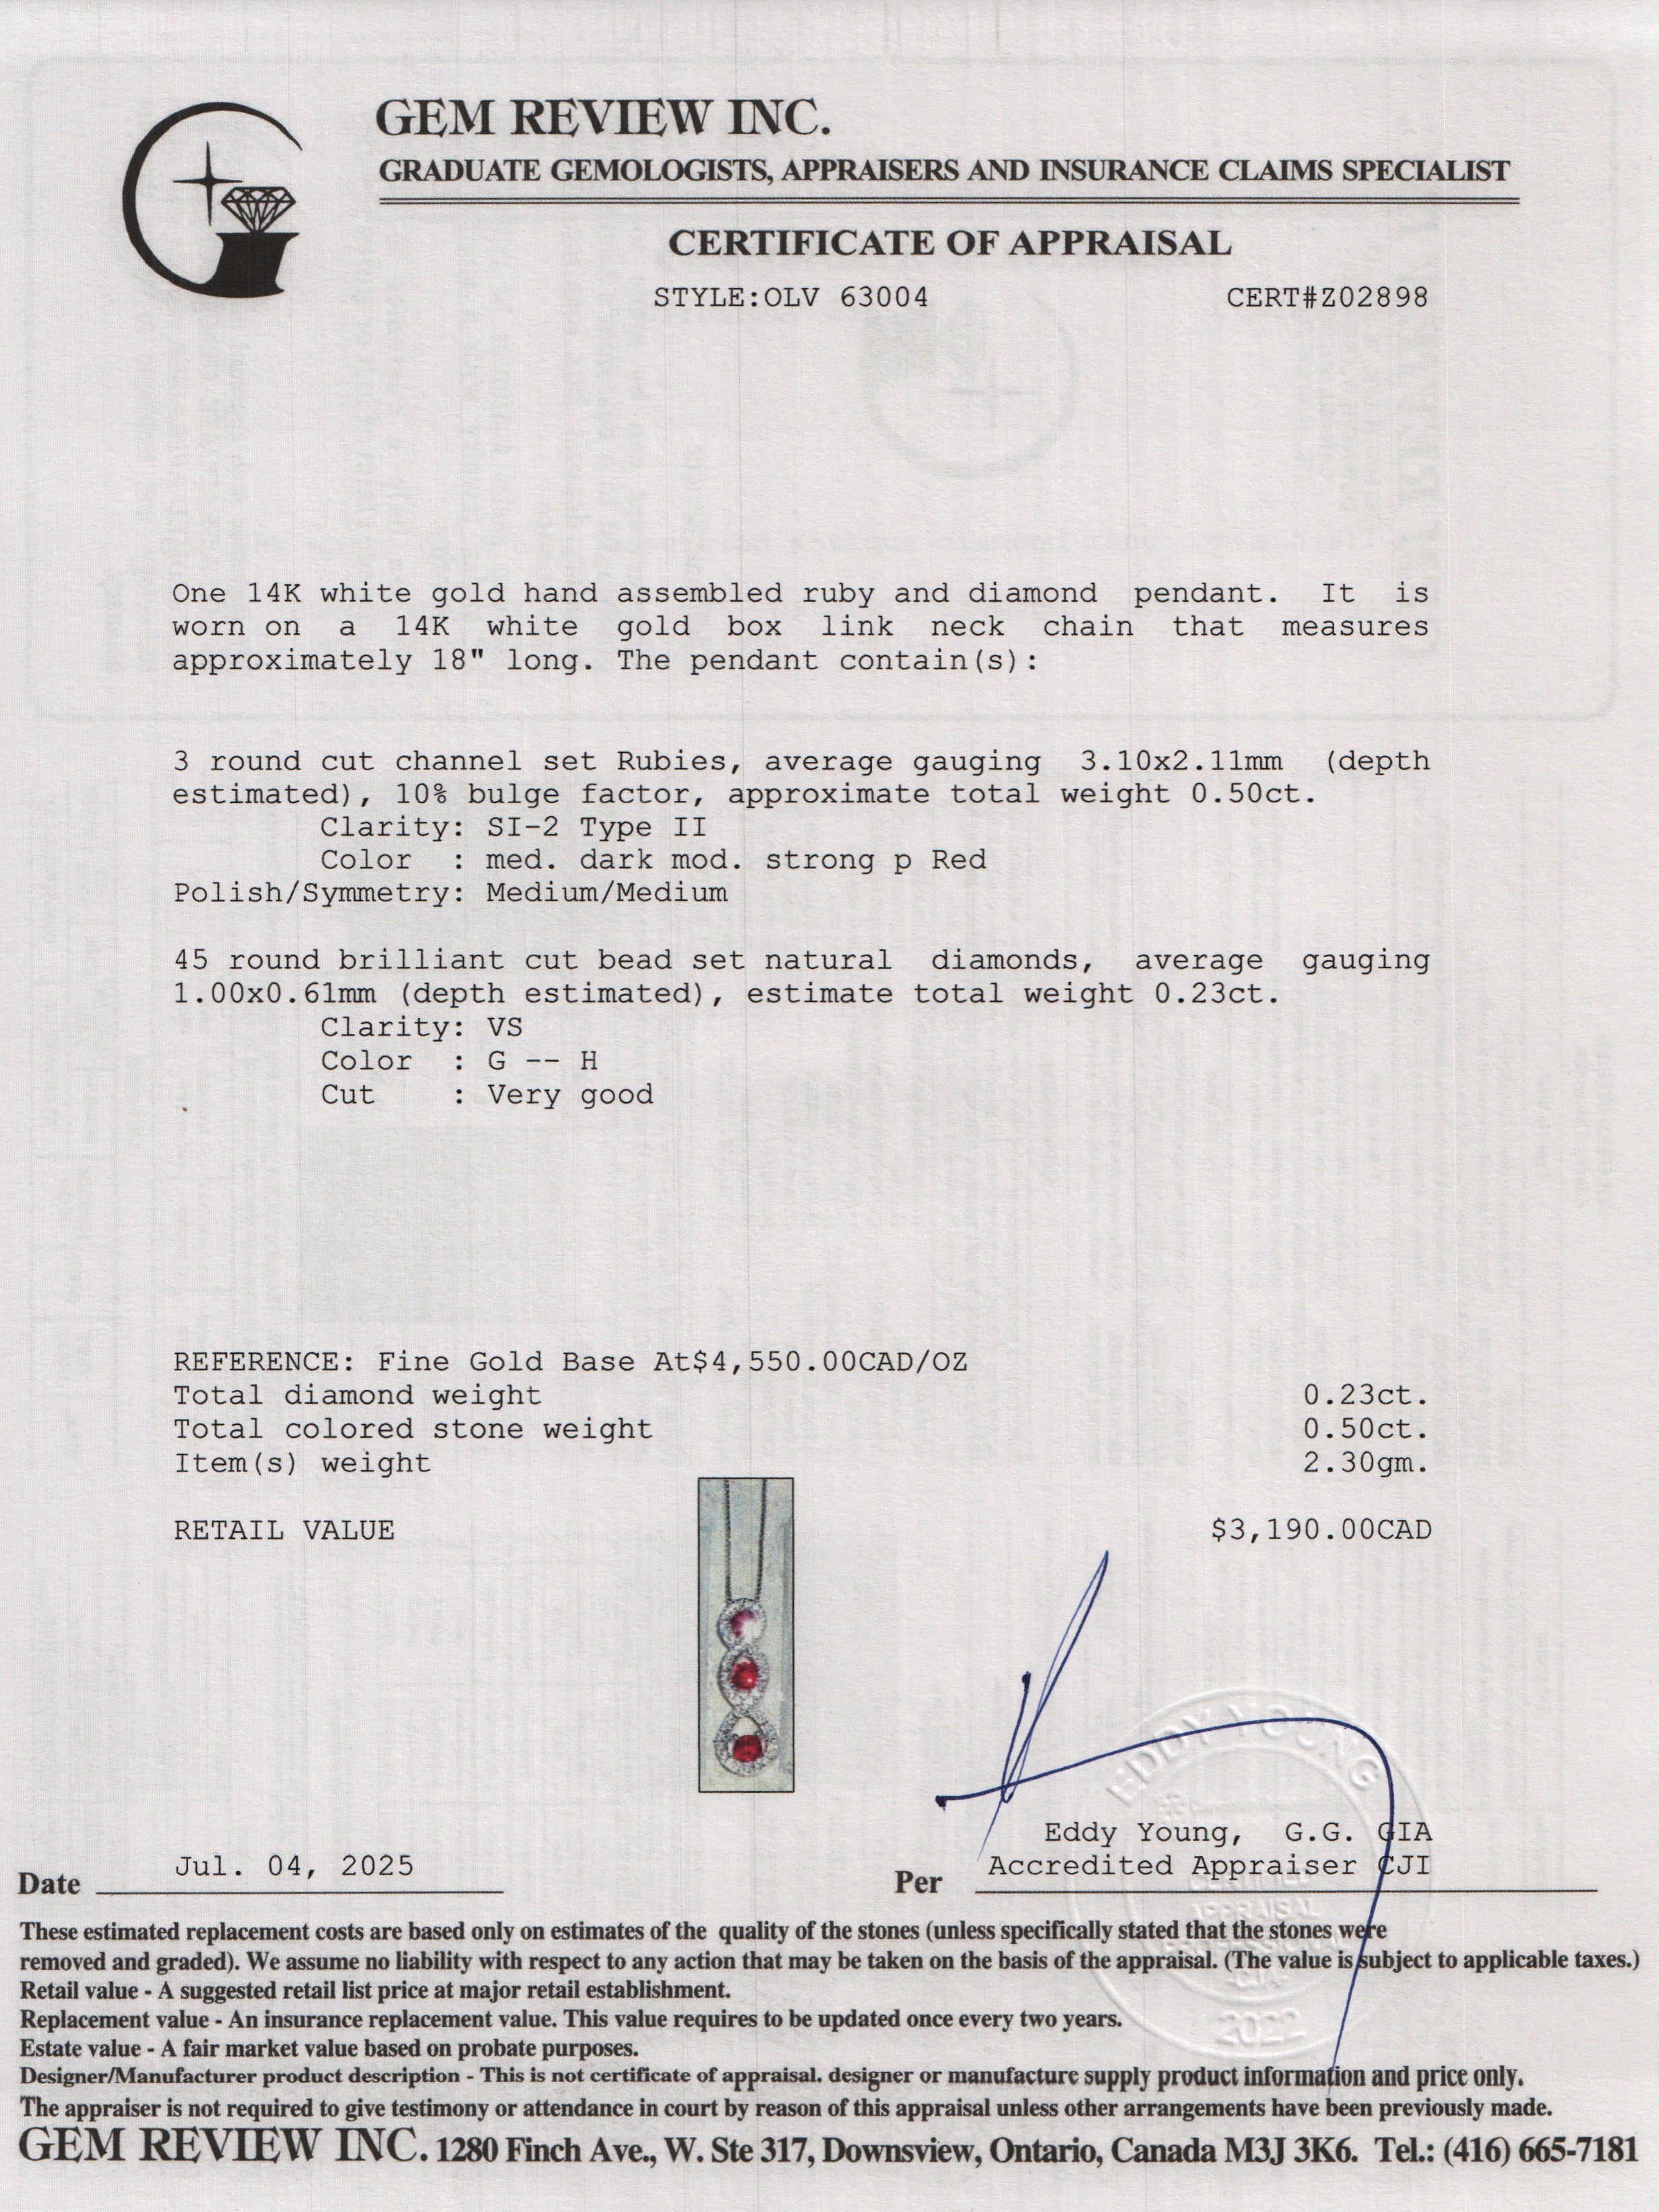 GEM REVIEW INC.
GRADUATE GEMOLOGISTS, APPRAISERS AND INSURANCE CLAIMS SPECIALIST
CERTIFICATE OF APPRAISAL
STYLE:OLV 63004 CERT#Z02898
One 14K white gold hand assembled ruby and diamond pendant. It is
worn on a 14K white gold box link neck chain that measures
approximately 18" long. The pendant contain(s):
3 round cut channel set Rubies, average gauging 3.10x2.11mm (depth
estimated), 10% bulge factor, approximate total weight 0.50ct.
Clarity: SI-2 Type II
Color : med. dark mod. strong p Red
Polish/Symmetry: Medium/Medium
45 round brilliant cut bead set natural diamonds, average gauging
1.00x0.61mm (depth estimated), estimate total weight 0.23ct.
Clarity: VS
Color : G -- H
Cut : Very good
REFERENCE: Fine Gold Base At$4,550.00CAD/OZ
Total diamond weight 0.23ct.
Total colored stone weight 0.50ct.
Item(s) weight 2.30gm.
RETAIL VALUE $3,190.00CAD
EDDY YOUNG
Eddy Young, G.G. GIA
Date Jul. 04, 2025 Per Accredited Appraiser CJI
APPRAISAL
CJA
2022
These estimated replacement costs are based only on estimates of the quality of the stones (unless specifically stated that the stones were
removed and graded). We assume no liability with respect to any action that may be taken on the basis of the appraisal. (The value is subject to applicable taxes.)
Retail value - A suggested retail list price at major retail establishment.
Replacement value - An insurance replacement value. This value requires to be updated once every two years.
Estate value - A fair market value based on probate purposes.
Designer/Manufacturer product description - This is not certificate of appraisal. designer or manufacture supply product information and price only.
The appraiser is not required to give testimony or attendance in court by reason of this appraisal unless other arrangements have been previously made.
GEM REVIEW INC. 1280 Finch Ave., W. Ste 317, Downsview, Ontario, Canada M3J 3K6. Tel.: (416) 665-7181